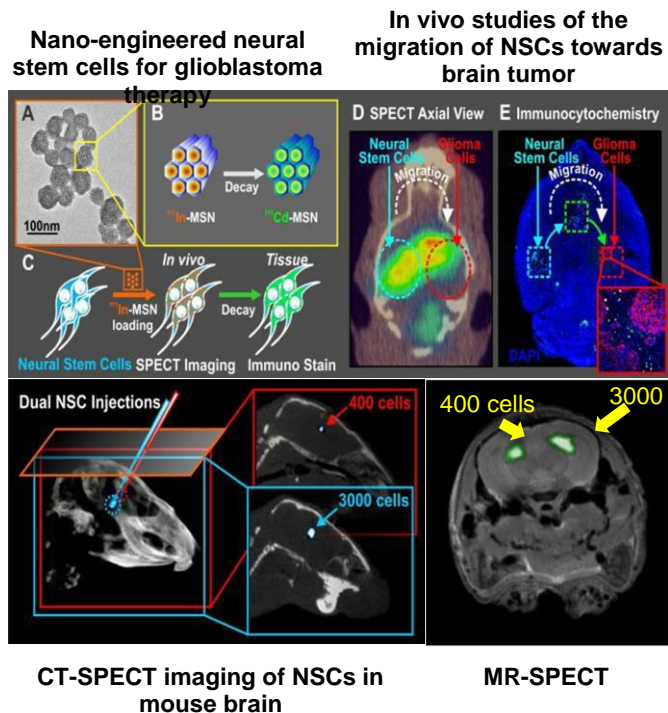 Nano-engineered neural
stem cells for glioblastoma
therapy
In vivo studies of the
migration of NSCs towards
brain tumor
A
100nm
B
Decay
¹¹¹In-MSN
¹¹¹Cd-MSN
C
In vivo
Tissue
¹¹¹In-MSN
loading
Decay
Neural Stem Cells
SPECT Imaging
Immuno Stain
D SPECT Axial View
Neural
Stem Cells
Glioma
Cells
Migration
E Immunocytochemistry
Neural
Stem Cells
Glioma
Cells
Migration
DAPI
Dual NSC Injections
400 cells
3000 cells
400 cells
3000
CT-SPECT imaging of NSCs in
mouse brain
MR-SPECT